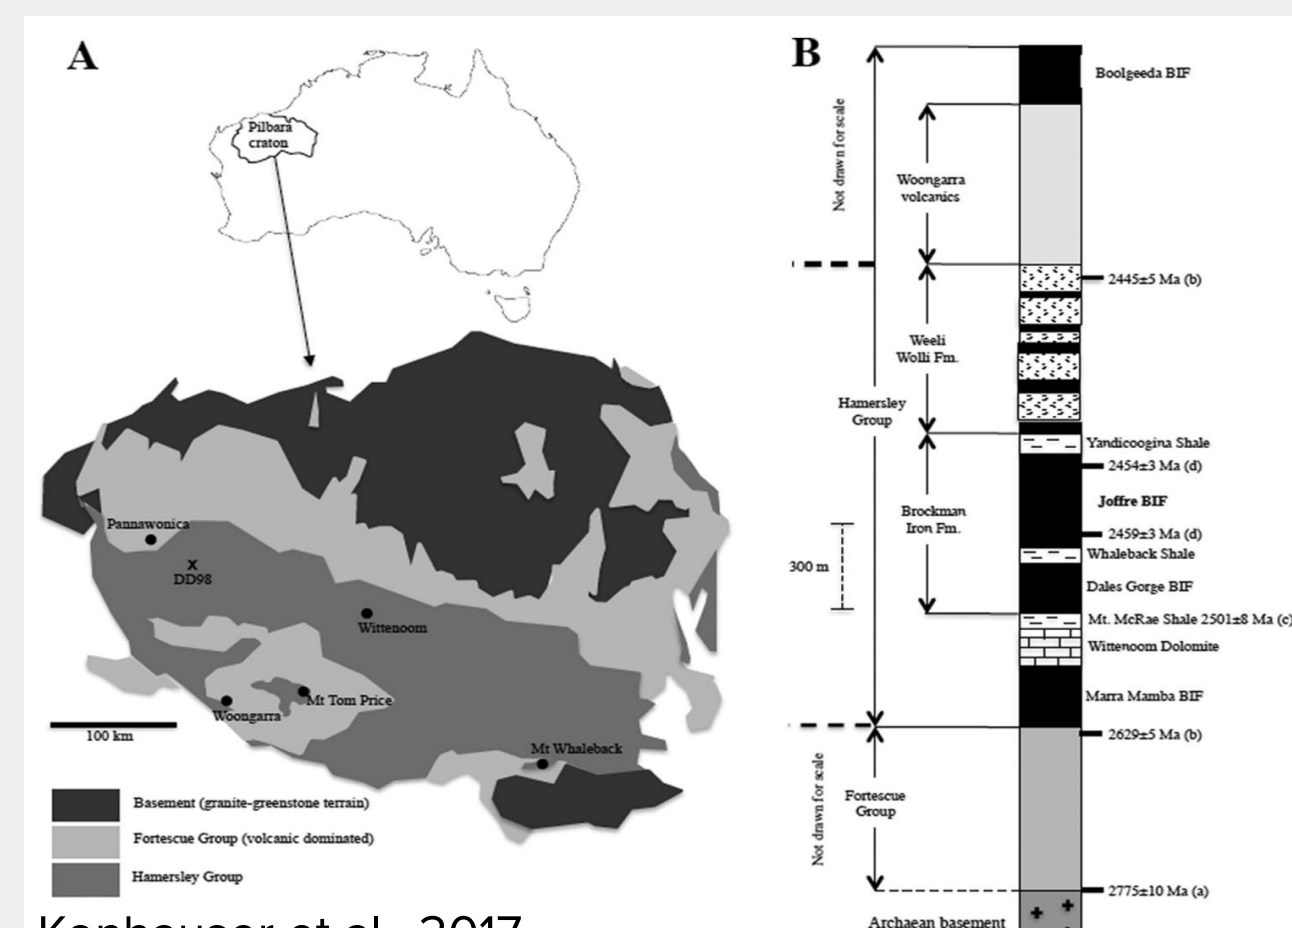 A
Pilbara
craton
Pannawonica
x
DD98
Wittenoom
Mt Tom Price
Woongarra
100 km
Mt Whaleback
Basement (granite-greenstone terrain)
Fortescue Group (volcanic dominated)
Hamersley Group
B
Boolgeeda BIF
Not drawn for scale
Woongarra
volcanics
2445±5 Ma (b)
Weeli
Wolli Fm.
Hamersley
Group
Yandicoogina Shale
2454±3 Ma (d)
Joffre BIF
Brockman
Iron Fm.
2459±3 Ma (d)
Whaleback Shale
300 m
Dales Gorge BIF
Mt. McRae Shale 2501±8 Ma (c)
Wittenoom Dolomite
Marra Mamba BIF
2629±5 Ma (b)
Not drawn for scale
Fortescue
Group
2775±10 Ma (a)
Archaean basement
Konhauser et al., 2017